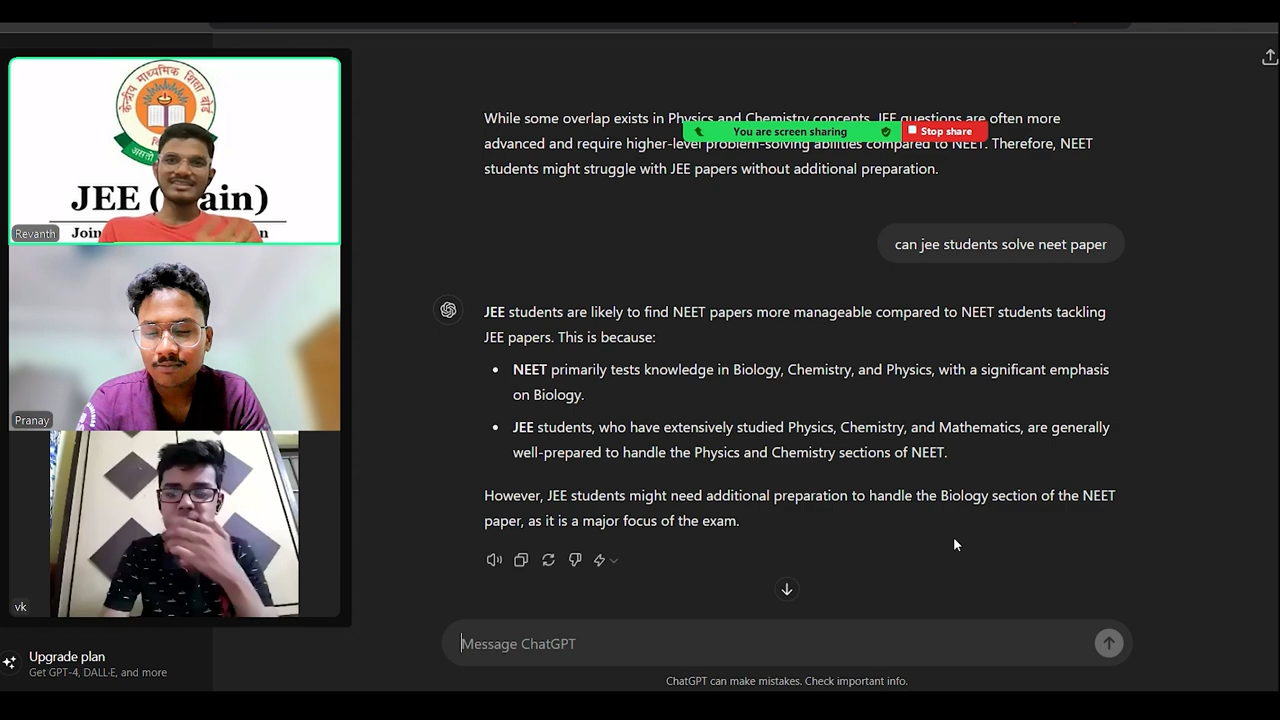 केन्द्रीय माध्यमिक शिक्षा बोर्ड
असतो
JEE (
ain)
Join
n
Revanth
Pranay
vk
Upgrade plan
Get GPT-4, DALL·E, and more
While some overlap exists in Physics and Chemistry concepts, JEE questions are often more
You are screen sharing
Stop share
advanced and require higher-level problem-solving abilities compared to NEET. Therefore, NEET
students might struggle with JEE papers without additional preparation.
can jee students solve neet paper
JEE students are likely to find NEET papers more manageable compared to NEET students tackling
JEE papers. This is because:
• NEET primarily tests knowledge in Biology, Chemistry, and Physics, with a significant emphasis
on Biology.
• JEE students, who have extensively studied Physics, Chemistry, and Mathematics, are generally
well-prepared to handle the Physics and Chemistry sections of NEET.
However, JEE students might need additional preparation to handle the Biology section of the NEET
paper, as it is a major focus of the exam.
Message ChatGPT
ChatGPT can make mistakes. Check important info.